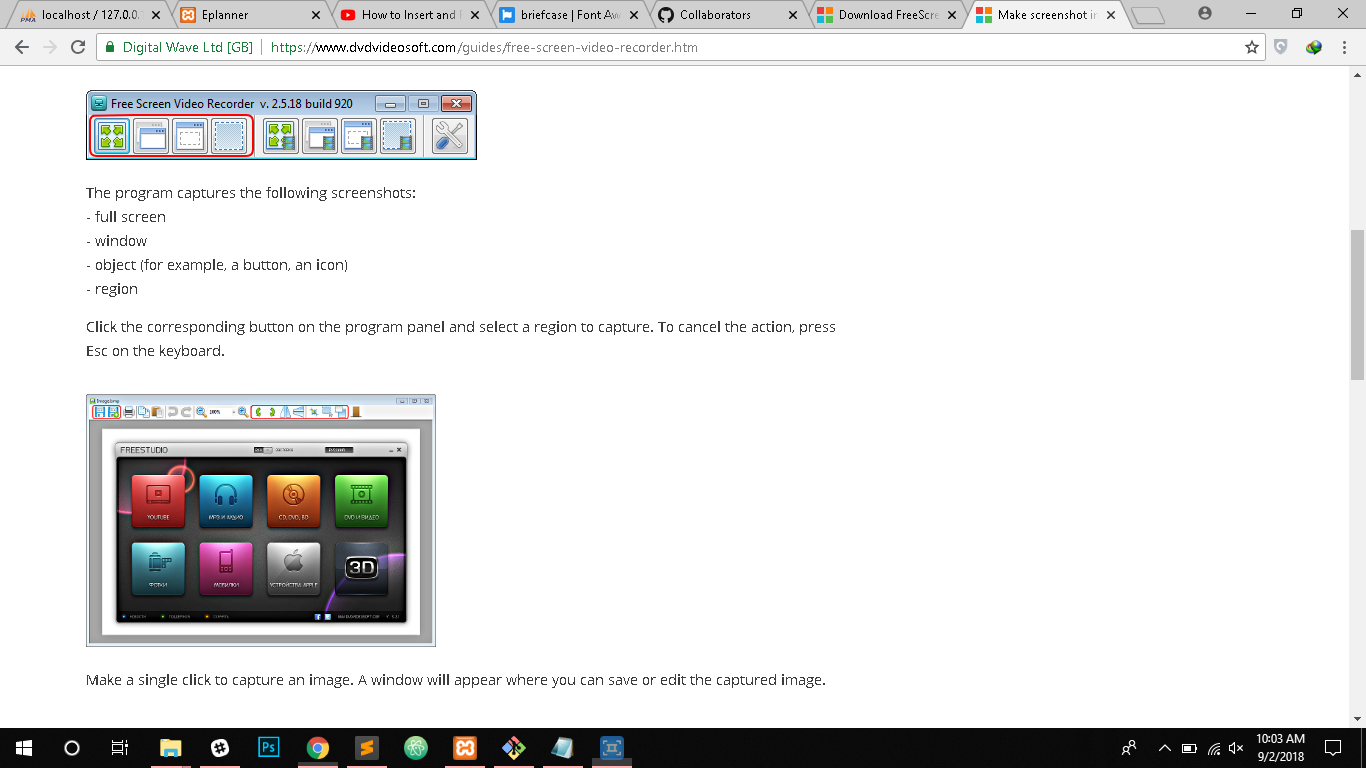 localhost / 127.0.0.
Eplanner
How to Insert and
briefcase | Font Aw
Collaborators
Download FreeScre
Make screenshot in
Digital Wave Ltd [GB]
https://www.dvdvideosoft.com/guides/free-screen-video-recorder.htm
Free Screen Video Recorder v. 2.5.18 build 920
The program captures the following screenshots:
- full screen
- window
- object (for example, a button, an icon)
- region
Click the corresponding button on the program panel and select a region to capture. To cancel the action, press
Esc on the keyboard.
Image.bmp
100%
FREESTUDIO
YOUTUBE
MP3 И АУДИО
CD, DVD, BD
DVD И ВИДЕО
ФОТКИ
МОБИЛКИ
УСТРОЙСТВА APPLE
3D
Make a single click to capture an image. A window will appear where you can save or edit the captured image.
Ps
10:03 AM
9/2/2018